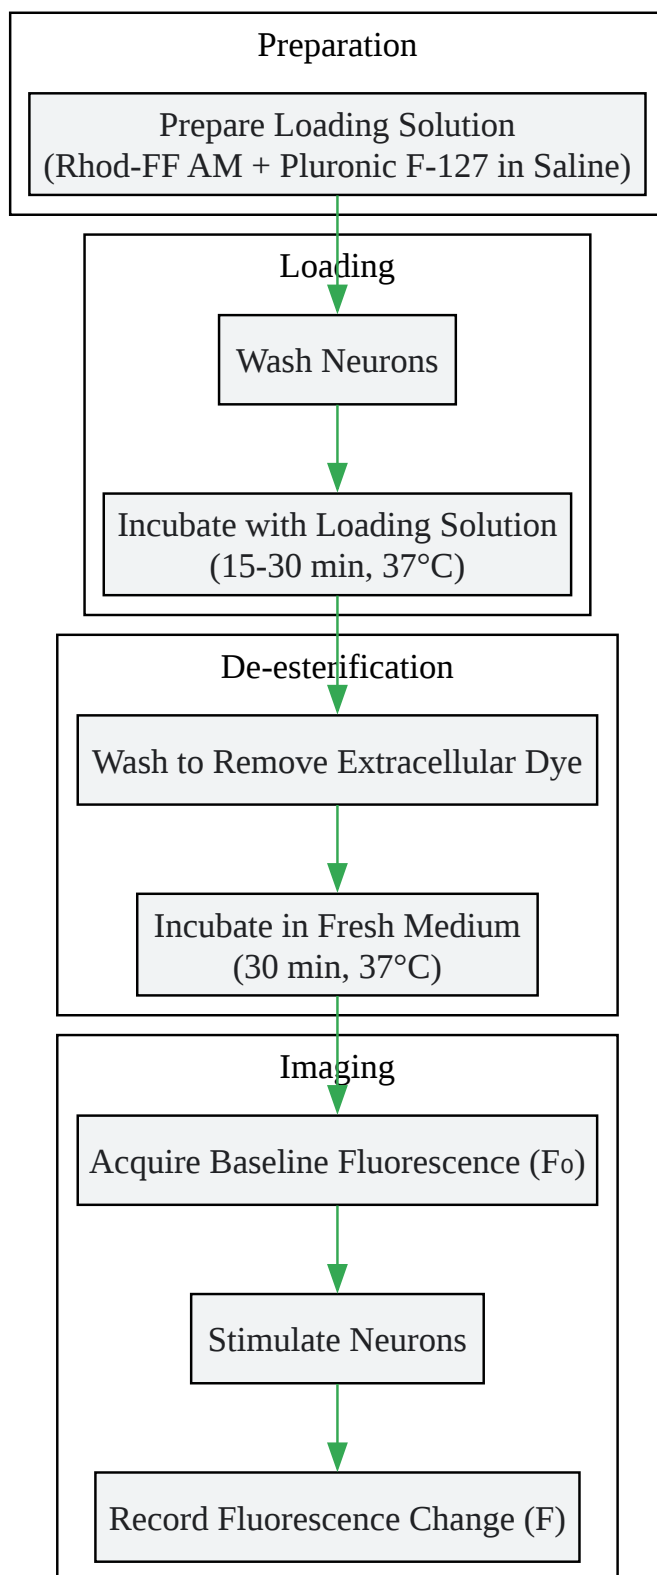 Preparation
Prepare Loading Solution
(Rhod-FF AM + Pluronic F-127 in Saline)
Loading
Wash Neurons
Incubate with Loading Solution
(15-30 min, 37°C)
De-esterification
Wash to Remove Extracellular Dye
Incubate in Fresh Medium
(30 min, 37°C)
Imaging
Acquire Baseline Fluorescence (F₀)
Stimulate Neurons
Record Fluorescence Change (F)